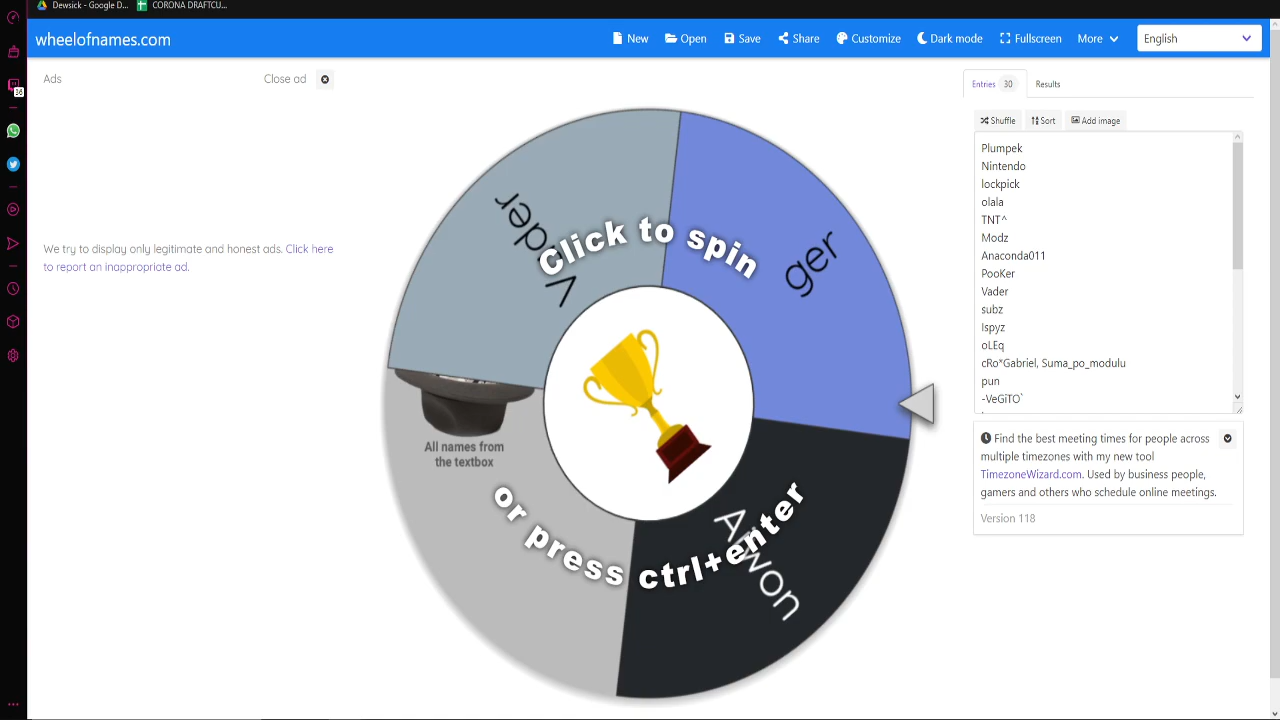 Dewsick - Google D...
CORONA DRAFTCU...
wheelofnames.com
New
Open
Save
Share
Customize
Dark mode
Fullscreen
More
English
Ads
Close ad
We try to display only legitimate and honest ads. Click here
to report an inappropriate ad.
16
Vader
ger
Click to spin
All names from
the textbox
or press ctrl+enter
Entries 30
Results
Shuffle
Sort
Add image
Plumpek
Nintendo
lockpick
olala
TNT^
Modz
Anaconda011
PooKer
Vader
subz
Ispyz
oLEq
cRo*Gabriel, Suma_po_modulu
pun
-VeGiTO`
Find the best meeting times for people across
multiple timezones with my new tool
TimezoneWizard.com. Used by business people,
gamers and others who schedule online meetings.
Version 118